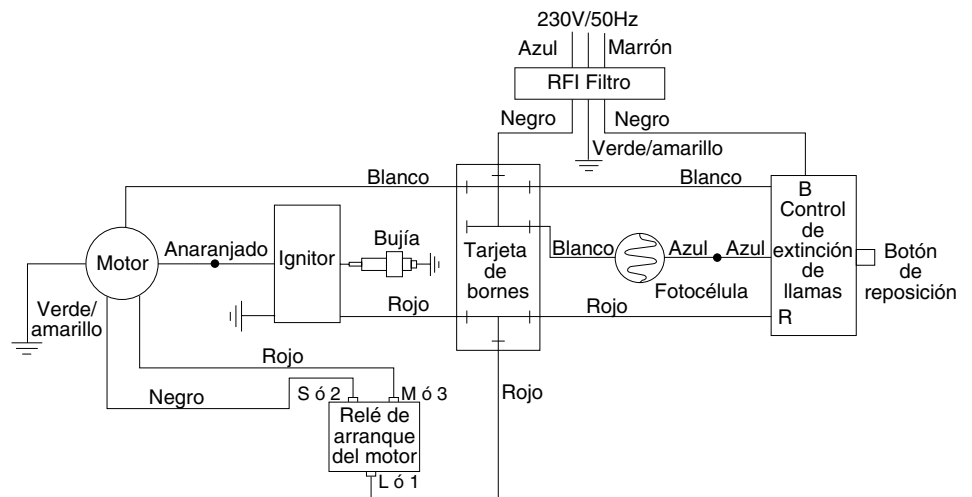 230V/50Hz
Azul
Marrón
RFI Filtro
Negro
Negro
Verde/amarillo
Blanco
Blanco
B
Control
de
extinción
de
llamas
R
Botón
de
reposición
Motor
Anaranjado
Ignitor
Bujía
Tarjeta
de
bornes
Blanco
Azul
Azul
Fotocélula
Verde/
amarillo
Rojo
Rojo
Rojo
Negro
S ó 2
M ó 3
Rojo
Relé de
arranque
del motor
L ó 1